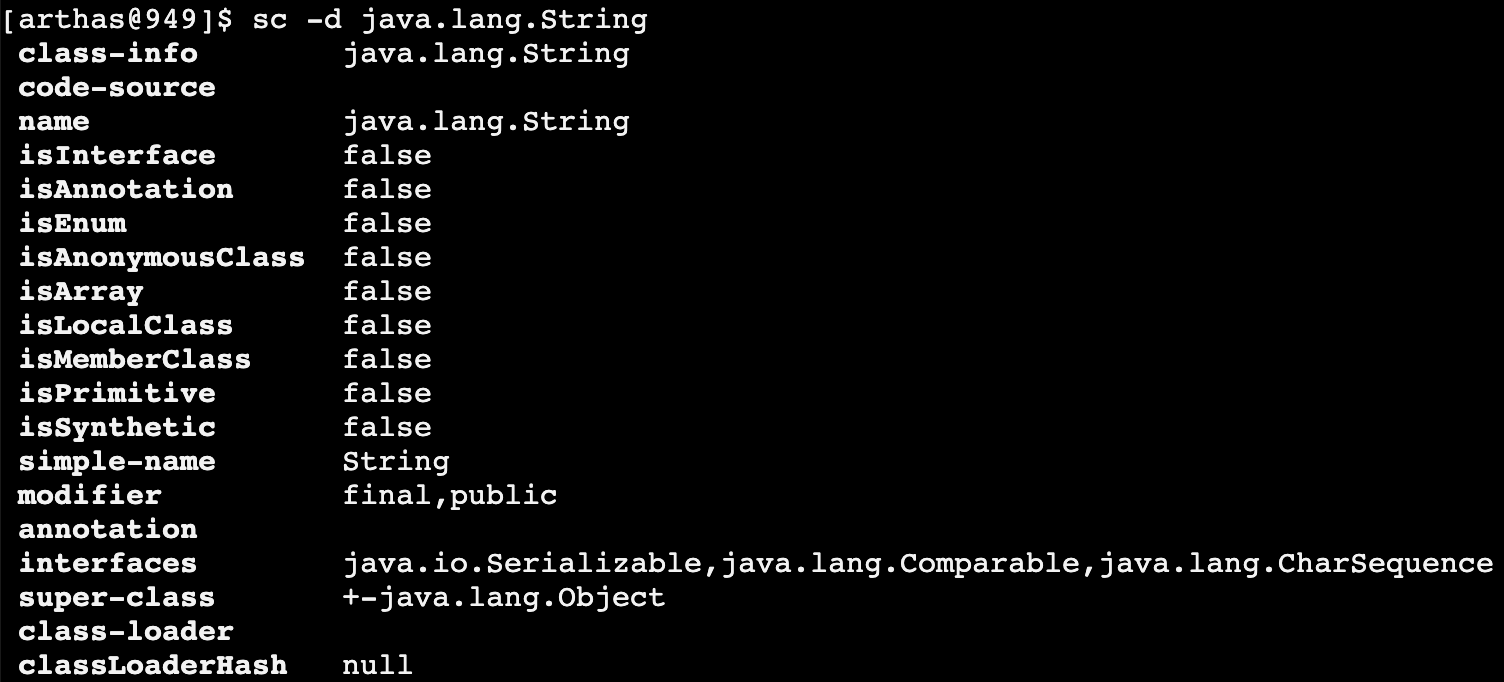 [arthas@949]$ sc -d java.lang.String
class-info java.lang.String
code-source
name java.lang.String
isInterface false
isAnnotation false
isEnum false
isAnonymousClass false
isArray false
isLocalClass false
isMemberClass false
isPrimitive false
isSynthetic false
simple-name String
modifier final,public
annotation
interfaces java.io.Serializable,java.lang.Comparable,java.lang.CharSequence
super-class +-java.lang.Object
class-loader
classLoaderHash null